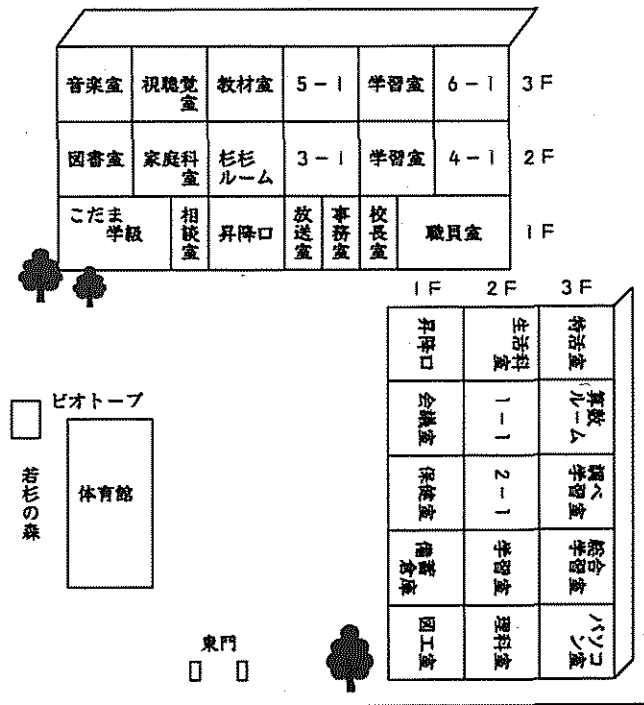 音楽室
視聴覚
室
教材室
5-1
学習室
6-1
3F
図書室
家庭科
室
杉杉
ルーム
3-1
学習室
4-1
2F
こだま
学級
相談室
昇降口
放送室
事務室
校長室
職員室
1F
1F
2F
3F
昇降口
生活科
室
特活室
会議室
1-1
算数
ルーム
保健室
2-1
調べ
学習室
備蓄
倉庫
学習室
総合
学習室
図工室
理科室
パソコ
ン室
ビオトープ
体育館
若杉の森
東門